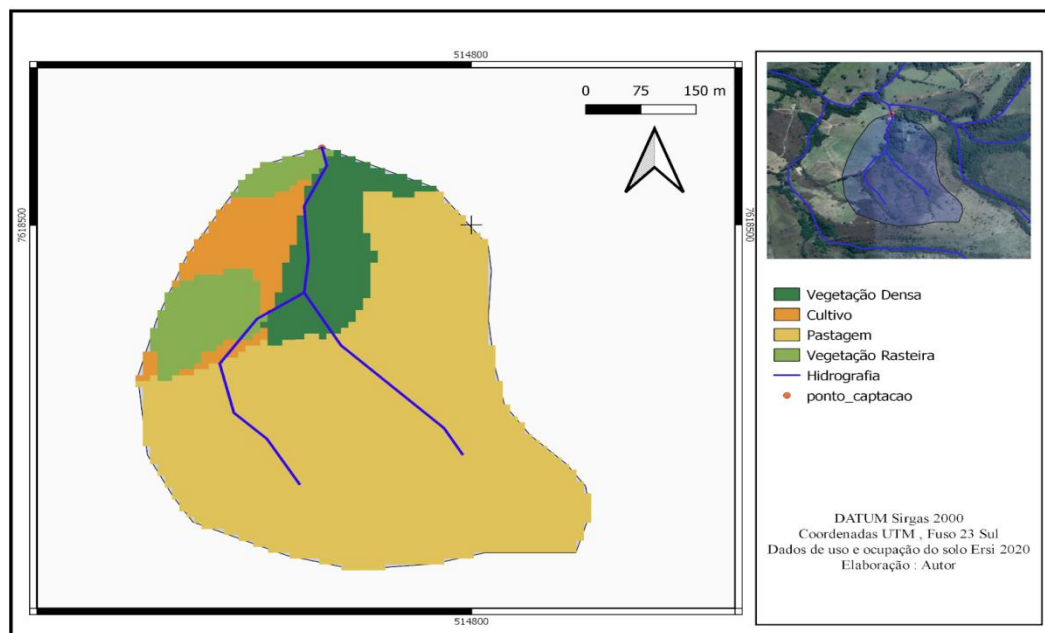 514800
0 75 150 m
7618500
7618500
514800
Vegetação Densa
Cultivo
Pastagem
Vegetação Rasteira
Hidrografia
ponto_captacao
DATUM Sirgas 2000
Coordenadas UTM , Fuso 23 Sul
Dados de uso e ocupação do solo Ersi 2020
Elaboração : Autor